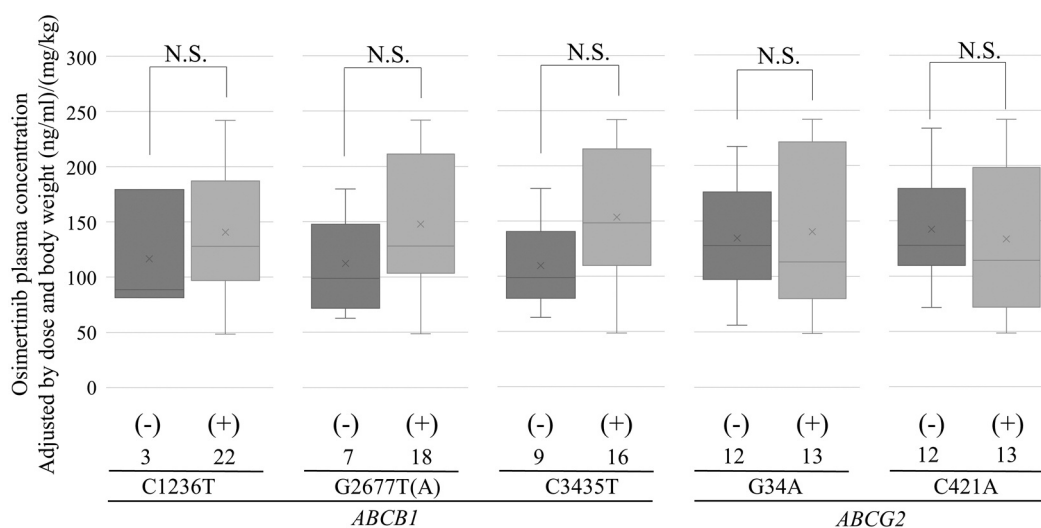 Osimertinib plasma concentration
Adjusted by dose and body weight (ng/ml)/(mg/kg)
N.S. N.S. N.S. N.S. N.S.
300
250
200
150
100
50
0
(-) (+) (-) (+) (-) (+) (-) (+) (-) (+)
3 22 7 18 9 16 12 13 12 13
C1236T G2677T(A) C3435T G34A C421A
ABCB1 ABCG2